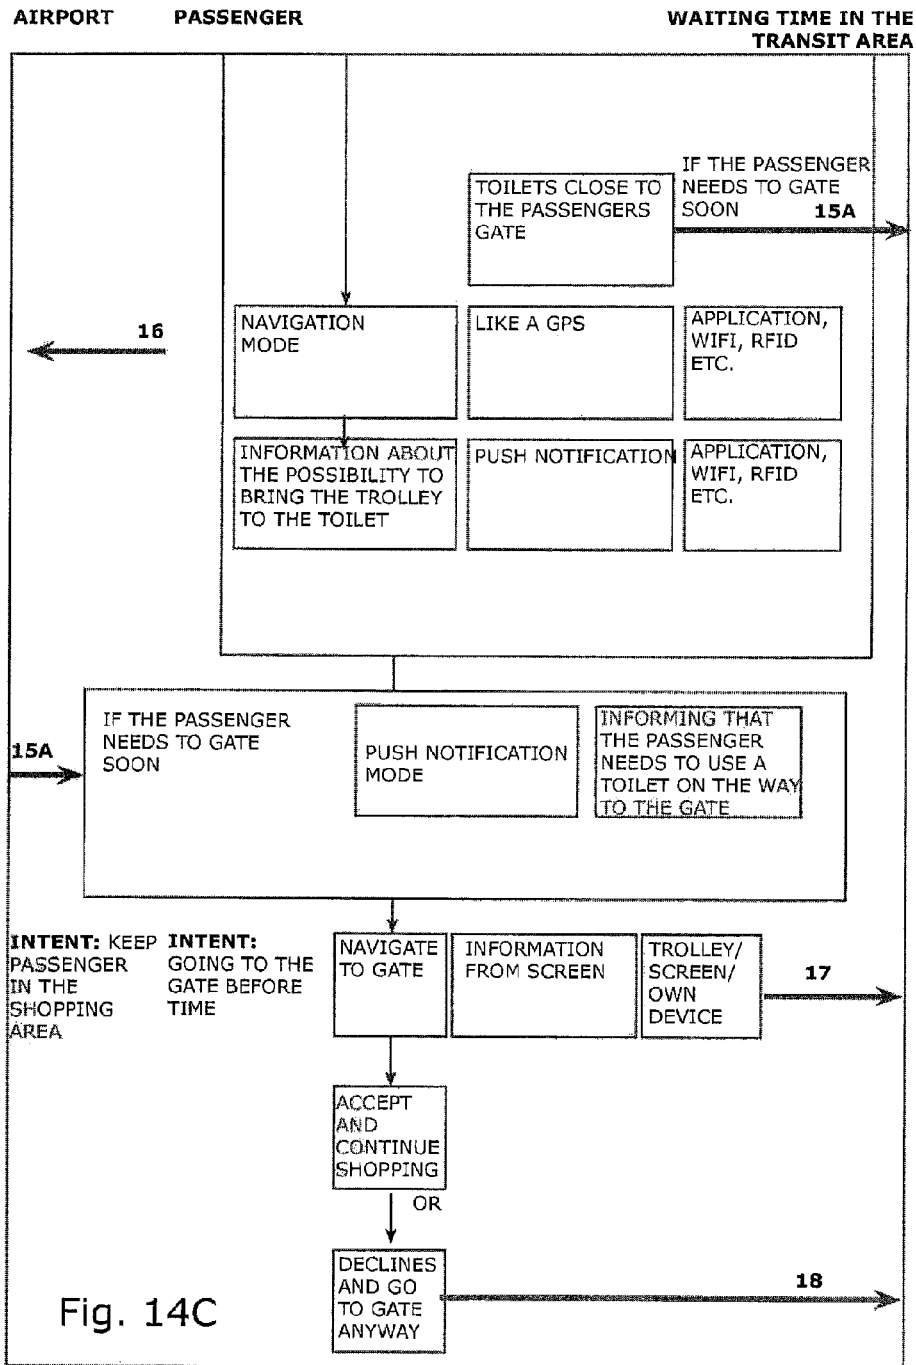 AIRPORT PASSENGER WAITING TIME IN THE
TRANSIT AREA
TOILETS CLOSE TO
THE PASSENGERS
GATE
IF THE PASSENGER
NEEDS TO GATE
SOON 15A
16
NAVIGATION
MODE
LIKE A GPS
APPLICATION,
WIFI, RFID
ETC.
INFORMATION ABOUT
THE POSSIBILITY TO
BRING THE TROLLEY
TO THE TOILET
PUSH NOTIFICATION
APPLICATION,
WIFI, RFID
ETC.
15A
IF THE PASSENGER
NEEDS TO GATE
SOON
PUSH NOTIFICATION
MODE
INFORMING THAT
THE PASSENGER
NEEDS TO USE A
TOILET ON THE WAY
TO THE GATE
INTENT: KEEP
PASSENGER
IN THE
SHOPPING
AREA
INTENT:
GOING TO THE
GATE BEFORE
TIME
NAVIGATE
TO GATE
INFORMATION
FROM SCREEN
TROLLEY/
SCREEN/
OWN
DEVICE
17
ACCEPT
AND
CONTINUE
SHOPPING
OR
DECLINES
AND GO
TO GATE
ANYWAY
18
Fig. 14C